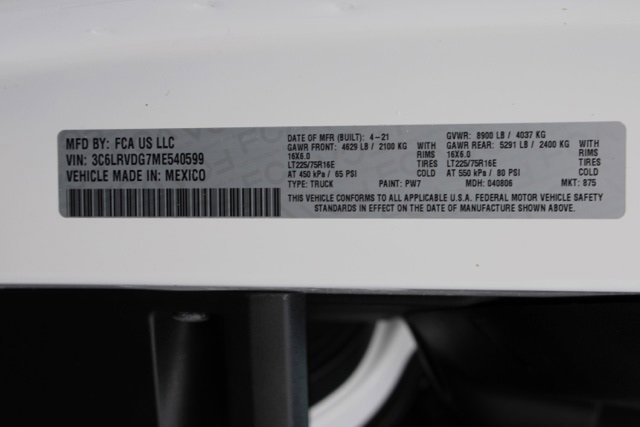 MFD BY: FCA US LLC
VIN: 3C6LRVDG7ME540599
VEHICLE MADE IN: MEXICO
DATE OF MFR (BUILT): 4-21 GVWR: 8900 LB / 4037 KG
GAWR FRONT: 4629 LB / 2100 KG WITH GAWR REAR: 5291 LB / 2400 KG WITH
16X6.0 RIMS 16X6.0 RIMS
LT225/75R16E TIRES LT225/75R16E TIRES
AT 450 kPa / 65 PSI COLD AT 550 kPa / 80 PSI COLD
TYPE: TRUCK PAINT: PW7 MDH: 040806 MKT: 875
THIS VEHICLE CONFORMS TO ALL APPLICABLE U.S.A. FEDERAL MOTOR VEHICLE SAFETY
STANDARDS IN EFFECT ON THE DATE OF MANUFACTURE SHOWN ABOVE.